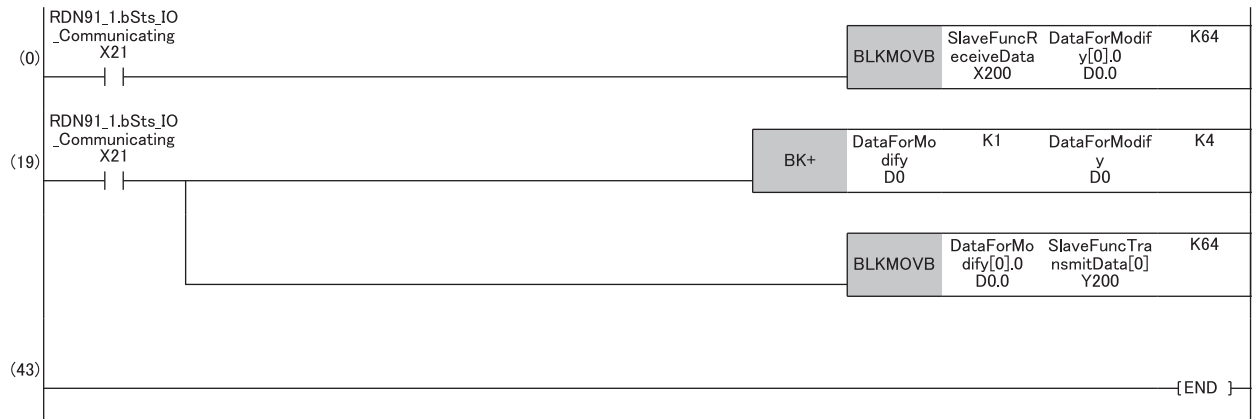 RDN91_1.bSts_IO
_Communicating
X21
(0)
BLKMOVB
SlaveFuncR
eceiveData
X200
DataForModif
y[0].0
D0.0
K64
RDN91_1.bSts_IO
_Communicating
X21
(19)
BK+
DataForMo
dify
D0
K1
DataForModif
y
D0
K4
BLKMOVB
DataForMo
dify[0].0
D0.0
SlaveFuncTra
nsmitData[0]
Y200
K64
(43)
[END ]